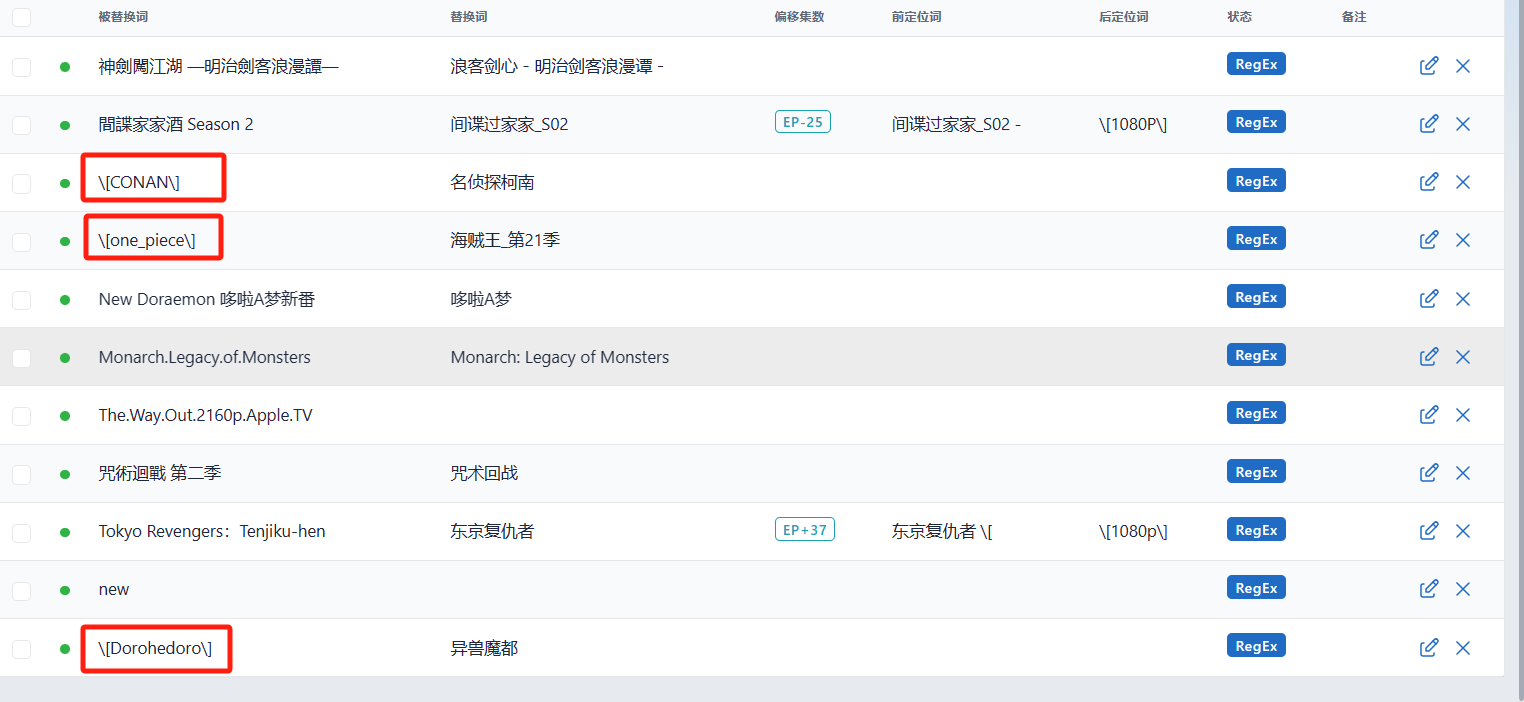 被替换词 替换词 偏移集数 前定位词 后定位词 状态 备注
神劍闖江湖 —明治劍客浪漫譚— 浪客剑心 - 明治剑客浪漫谭 - RegEx
間諜家家酒 Season 2 间谍过家家_S02 EP-25 间谍过家家_S02 - \[1080P\] RegEx
\[CONAN\] 名侦探柯南 RegEx
\[one_piece\] 海贼王_第21季 RegEx
New Doraemon 哆啦A梦新番 哆啦A梦 RegEx
Monarch.Legacy.of.Monsters Monarch: Legacy of Monsters RegEx
The.Way.Out.2160p.Apple.TV RegEx
咒術迴戰 第二季 咒术回战 RegEx
Tokyo Revengers：Tenjiku-hen 东京复仇者 EP+37 东京复仇者 \[ \[1080p\] RegEx
new RegEx
\[Dorohedoro\] 异兽魔都 RegEx